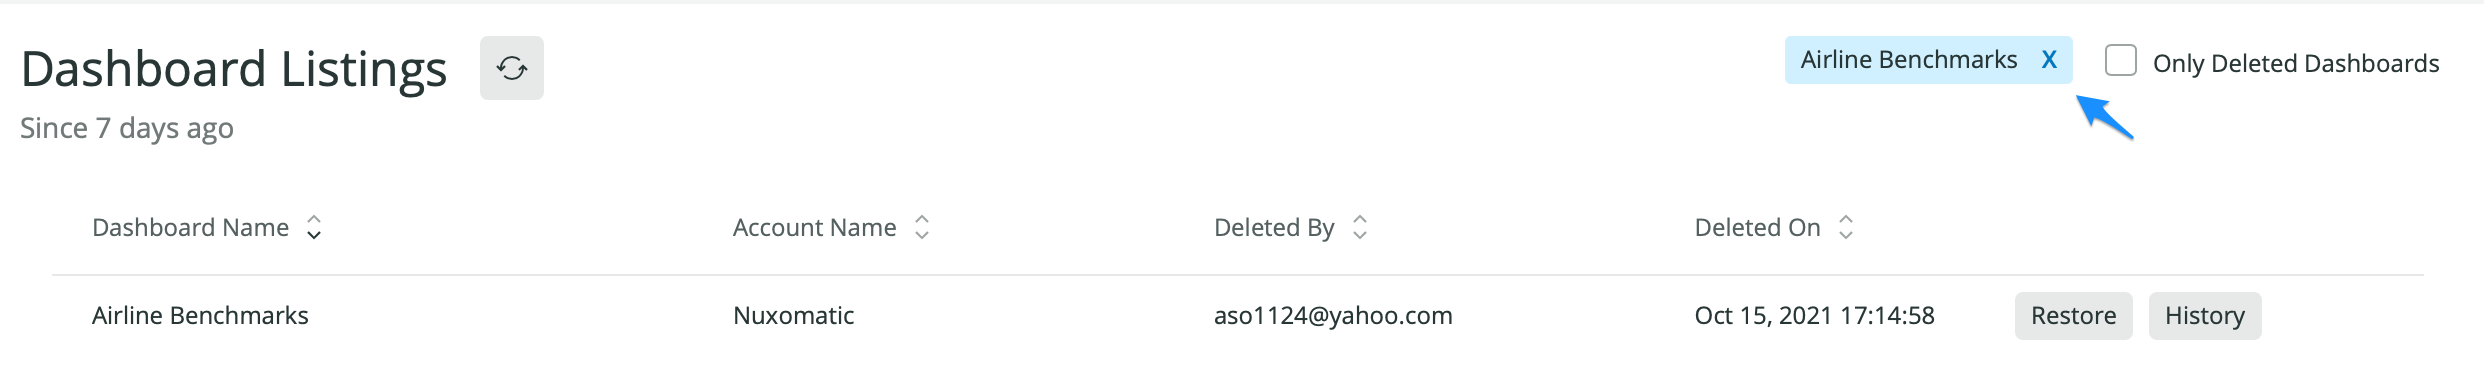 Dashboard Listings
Airline Benchmarks X
Only Deleted Dashboards
Since 7 days ago
Dashboard Name Account Name Deleted By Deleted On
Airline Benchmarks Nuxomatic aso1124@yahoo.com Oct 15, 2021 17:14:58 Restore History